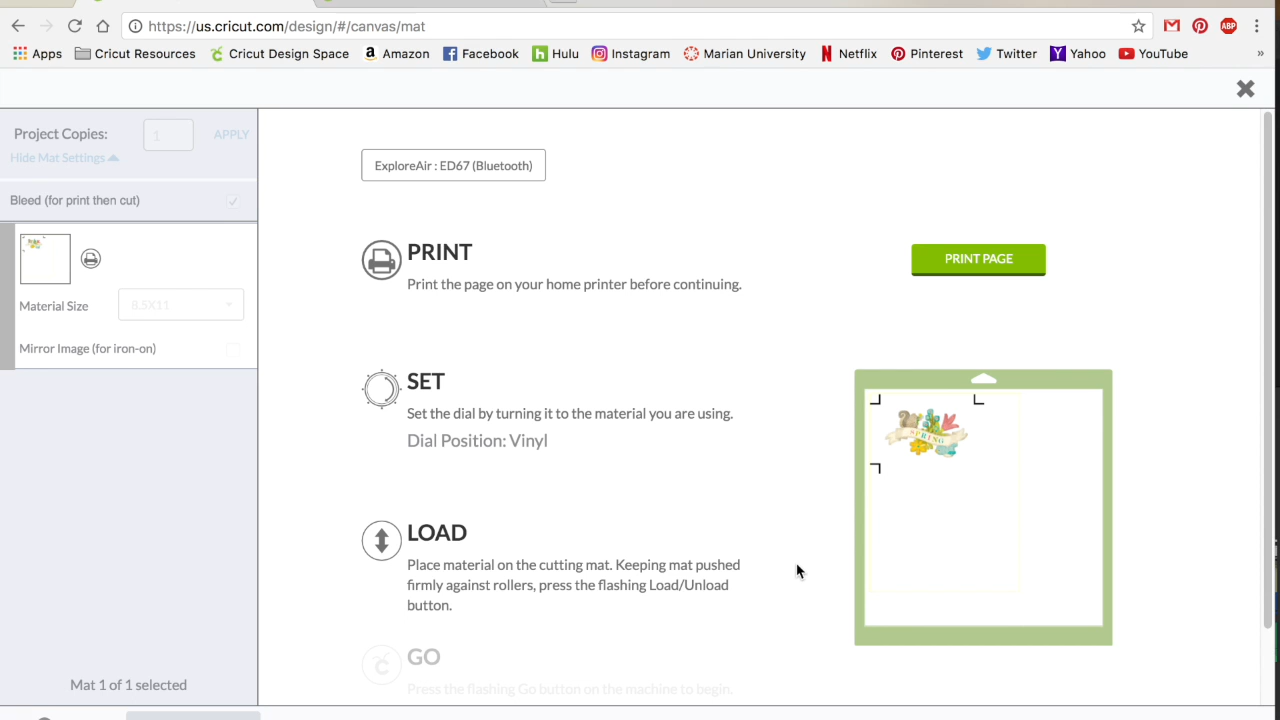 https://us.cricut.com/design/#/canvas/mat
ABP
Apps
Cricut Resources
Cricut Design Space
Amazon
Facebook
Hulu
Instagram
Marian University
Netflix
Pinterest
Twitter
Yahoo
YouTube
»
Project Copies:
1
APPLY
Hide Mat Settings
Bleed (for print then cut)
Material Size
8.5X11
Mirror Image (for iron-on)
Mat 1 of 1 selected
ExploreAir : ED67 (Bluetooth)
PRINT
Print the page on your home printer before continuing.
PRINT PAGE
SET
Set the dial by turning it to the material you are using.
Dial Position: Vinyl
SPRING
LOAD
Place material on the cutting mat. Keeping mat pushed
firmly against rollers, press the flashing Load/Unload
button.
GO
Press the flashing Go button on the machine to begin.